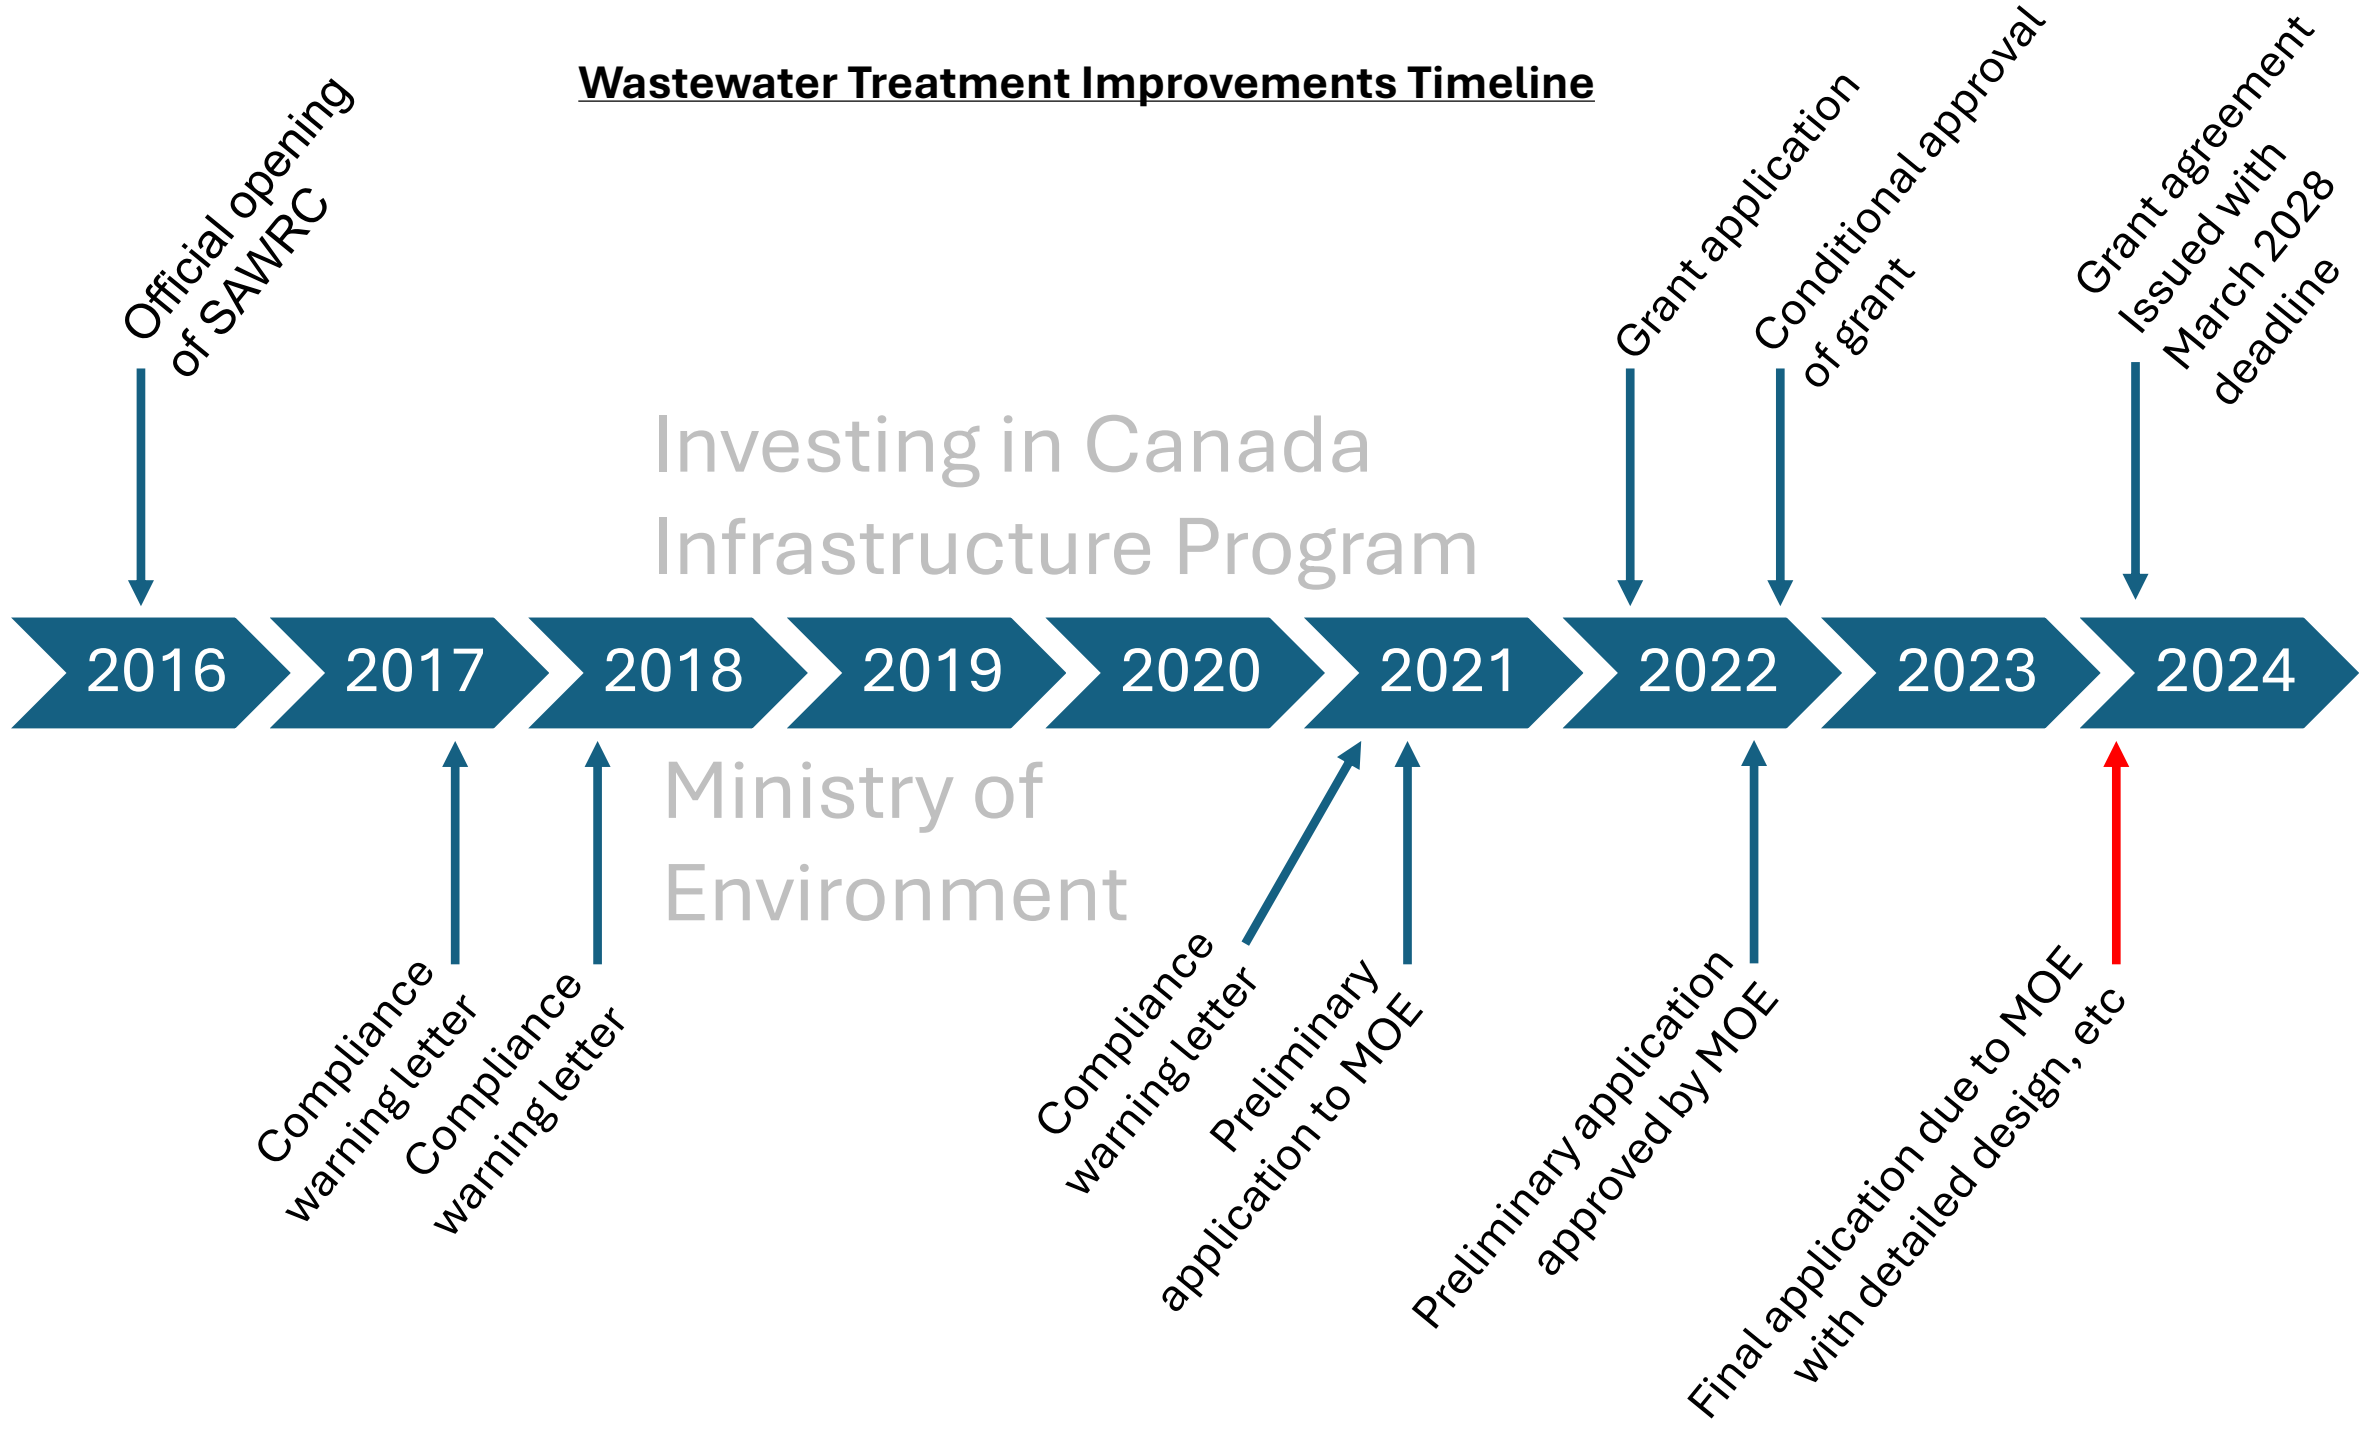 Wastewater Treatment Improvements Timeline
Official opening
of SAWRC
Grant application
Conditional approval
of grant
Grant agreement
Issued with
March 2028
deadline
Investing in Canada
Infrastructure Program
2016
2017
2018
2019
2020
2021
2022
2023
2024
Ministry of
Environment
Compliance
warning letter
Compliance
warning letter
Compliance
warning letter
Preliminary
application to MOE
Preliminary application
approved by MOE
Final application due to MOE
with detailed design, etc